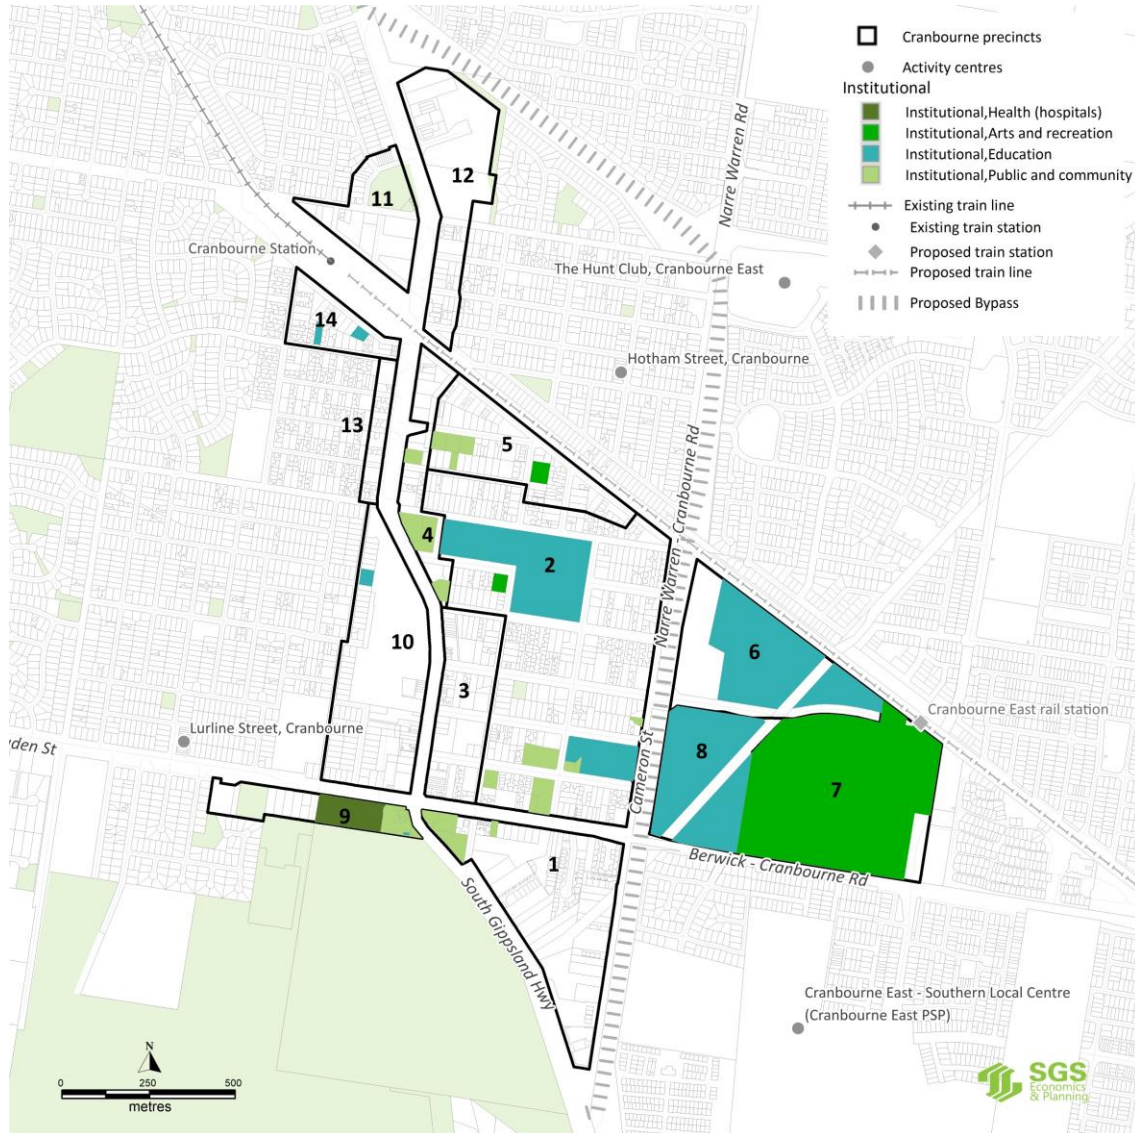 Cranbourne precincts
Activity centres
Institutional
Institutional,Health (hospitals)
Institutional,Arts and recreation
Institutional,Education
Institutional,Public and community
Existing train line
Existing train station
Proposed train station
Proposed train line
Proposed Bypass
Narre Warren Rd
12
11
Cranbourne Station
The Hunt Club, Cranbourne East
14
Hotham Street, Cranbourne
13
5
Narre Warren - Cranbourne Rd
4
2
10
6
3
Cranbourne East rail station
Lurline Street, Cranbourne
8
den St
Cameron St
7
9
Berwick - Cranbourne Rd
1
South Gippsland Hwy
Cranbourne East - Southern Local Centre
(Cranbourne East PSP)
N
0 250 500
metres
SGS
Economics
& Planning